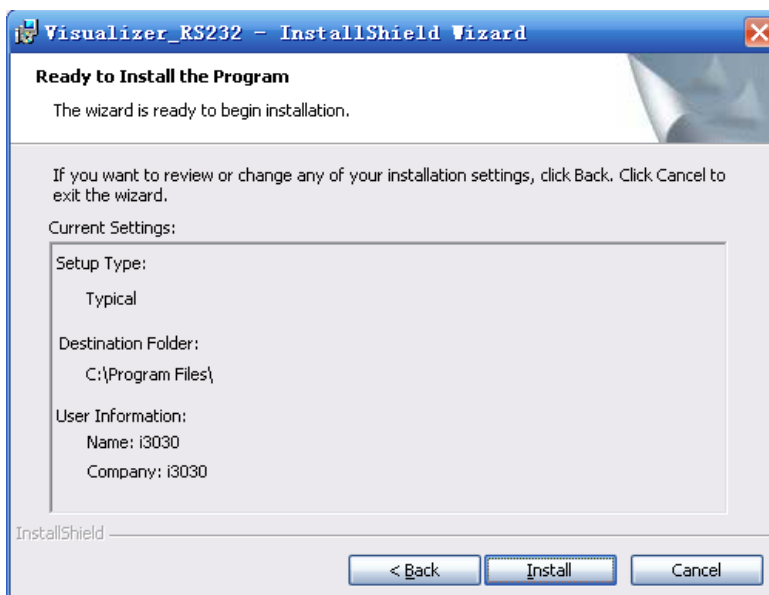 Visualizer_RS232 - InstallShield Wizard
Ready to Install the Program
The wizard is ready to begin installation.
If you want to review or change any of your installation settings, click Back. Click Cancel to
exit the wizard.
Current Settings:
Setup Type:
Typical
Destination Folder:
C:\Program Files\
User Information:
Name: i3030
Company: i3030
InstallShield
< Back
Install
Cancel